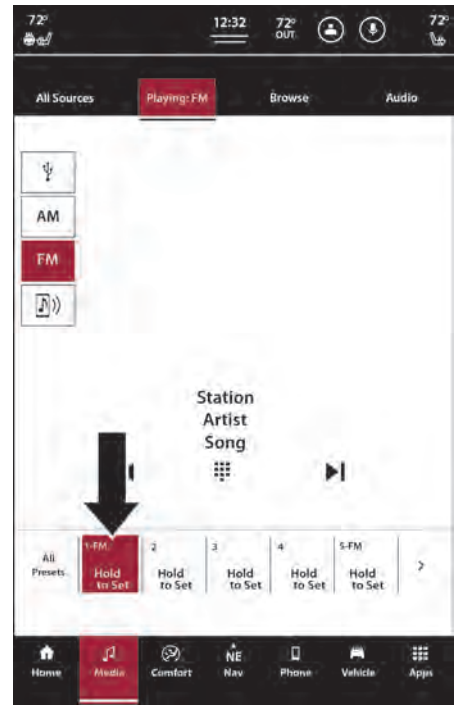 72°
12:32
72°
OUT
72°
All Sources
Playing: FM
Browse
Audio
AM
FM
Station
Artist
Song
All
Presets
1-FM
Hold
to Set
2
Hold
to Set
3
Hold
to Set
4
Hold
to Set
5-FM
Hold
to Set
>
NE
Home
Media
Comfort
Nav
Phone
Vehicle
Apps